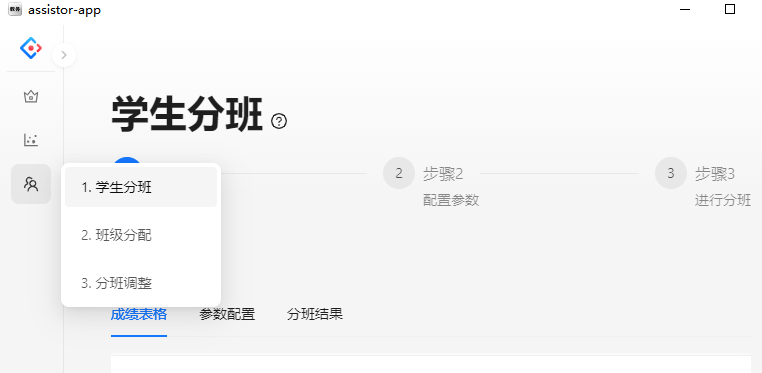 assistor-app
学生分班
1. 学生分班
2. 班级分配
3. 分班调整
2
步骤2
配置参数
3
步骤3
进行分班
成绩表格
参数配置
分班结果